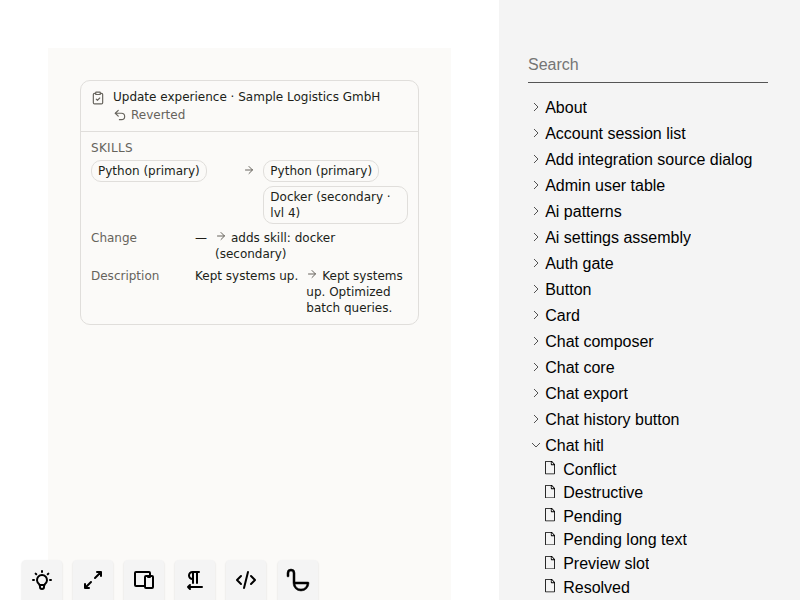 Update experience · Sample Logistics GmbH
Reverted
SKILLS
Python (primary) → Python (primary)
Docker (secondary ·
lvl 4)
Change — → adds skill: docker
(secondary)
Description Kept systems up. → Kept systems
up. Optimized
batch queries.
Search
About
Account session list
Add integration source dialog
Admin user table
Ai patterns
Ai settings assembly
Auth gate
Button
Card
Chat composer
Chat core
Chat export
Chat history button
Chat hitl
Conflict
Destructive
Pending
Pending long text
Preview slot
Resolved